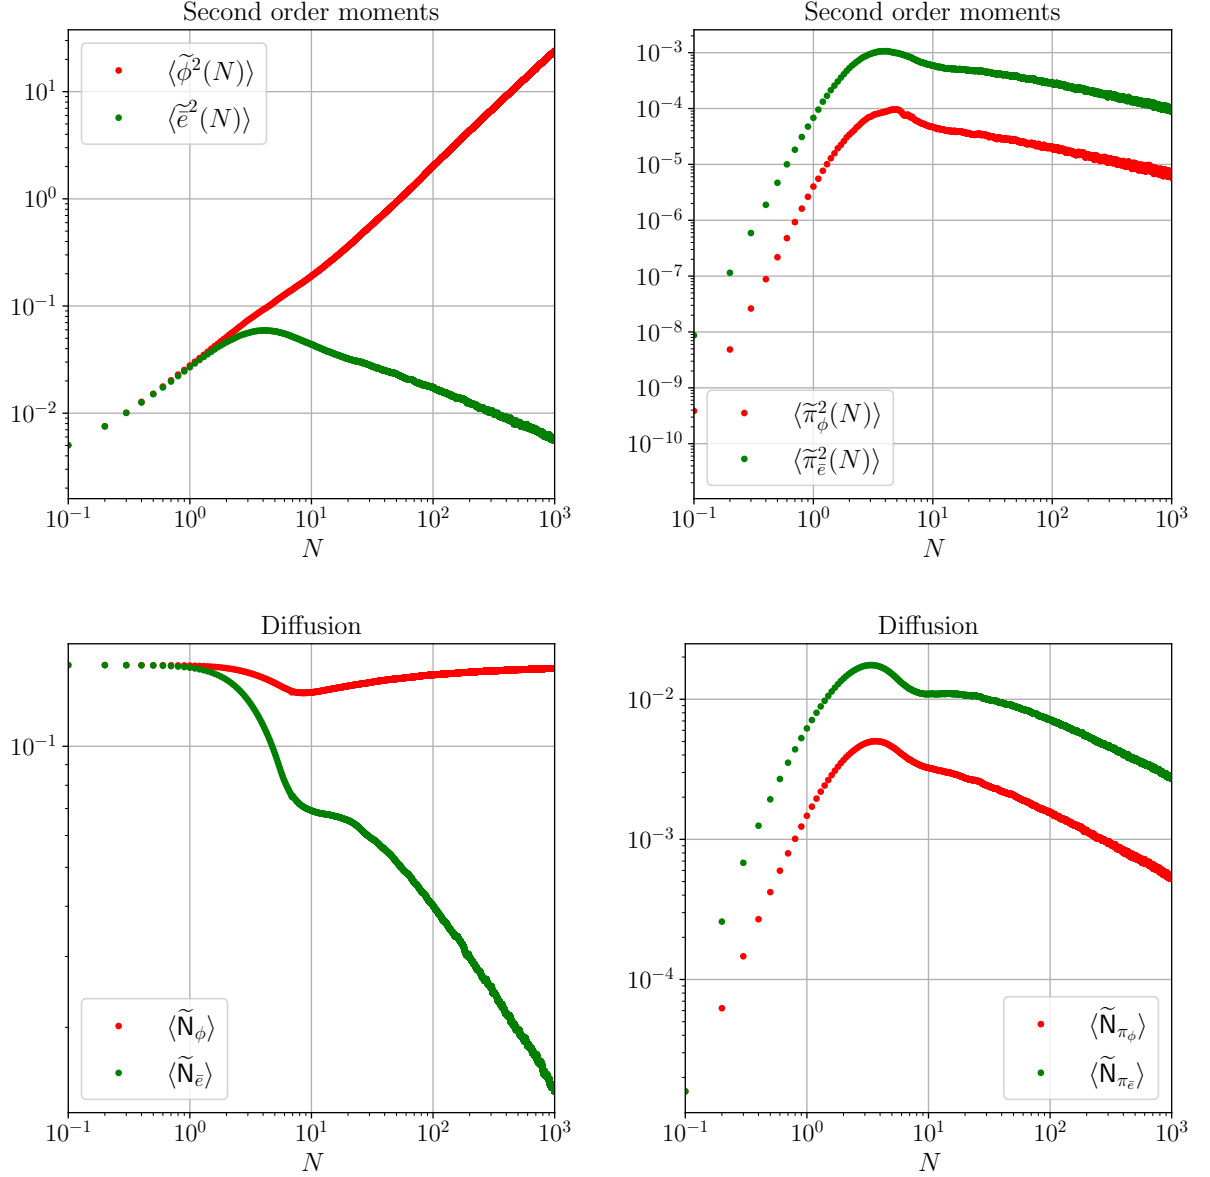 Second order moments
10¹
10⁰
10⁻¹
10⁻²
⟨ϕ̃²(N)⟩
⟨ẽ̄²(N)⟩
10⁻¹ 10⁰ 10¹ 10² 10³
N
Second order moments
10⁻³
10⁻⁴
10⁻⁵
10⁻⁶
10⁻⁷
10⁻⁸
10⁻⁹
10⁻¹⁰
⟨π̃²_ϕ(N)⟩
⟨π̃²_ē(N)⟩
10⁻¹ 10⁰ 10¹ 10² 10³
N
Diffusion
10⁻¹
⟨Ñ_ϕ⟩
⟨Ñ_ē⟩
10⁻¹ 10⁰ 10¹ 10² 10³
N
Diffusion
10⁻²
10⁻³
10⁻⁴
⟨Ñ_π_ϕ⟩
⟨Ñ_π_ē⟩
10⁻¹ 10⁰ 10¹ 10² 10³
N